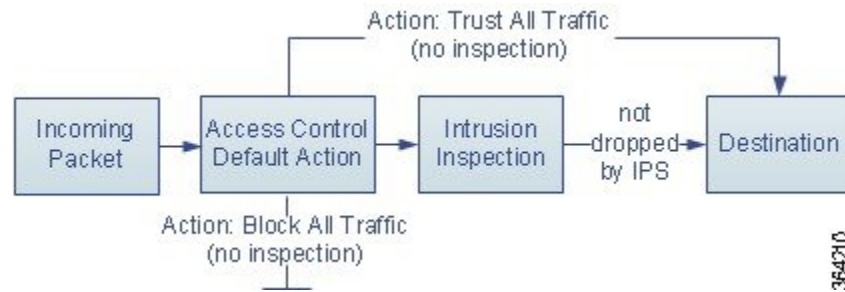 Action: Trust All Traffic
(no inspection)
Incoming
Packet
Access Control
Default Action
Intrusion
Inspection
not
dropped
by IPS
Destination
Action: Block All Traffic
(no inspection)
364210